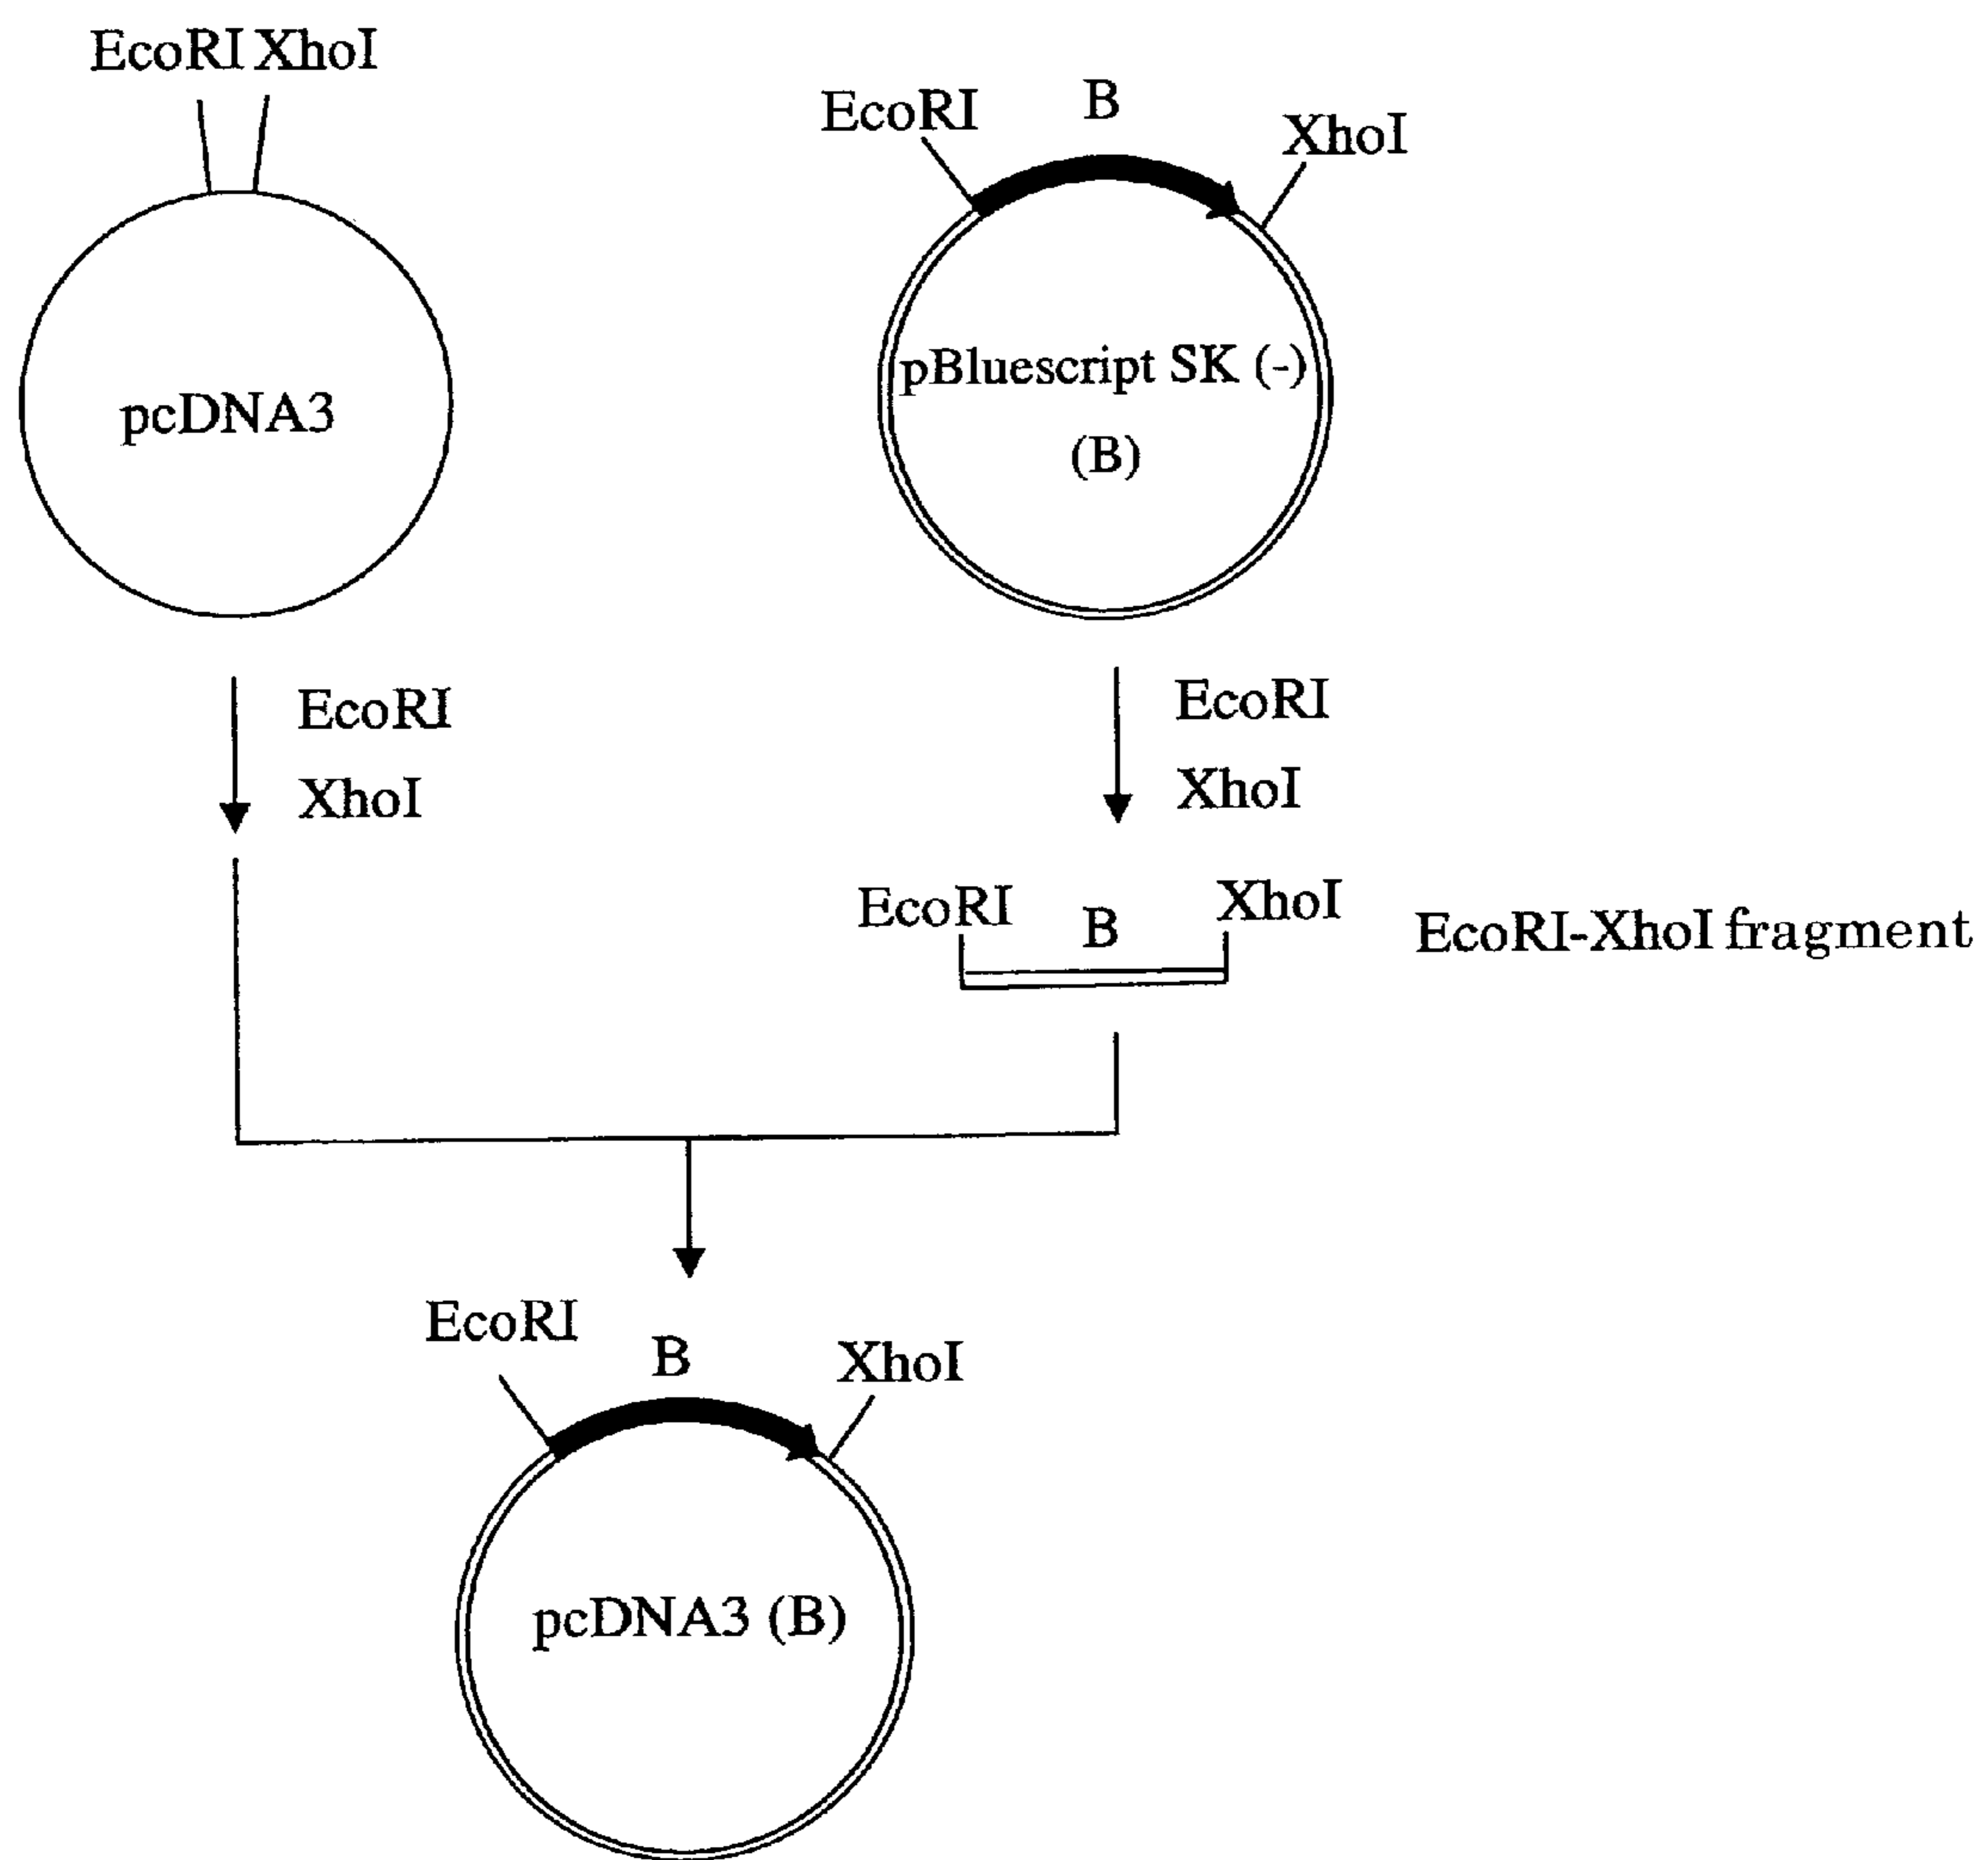 EcoRI XhoI
pcDNA3
EcoRI
XhoI
EcoRI
B
XhoI
pBluescript SK (-)
(B)
EcoRI
XhoI
EcoRI
B
XhoI
EcoRI-XhoI fragment
EcoRI
B
XhoI
pcDNA3 (B)